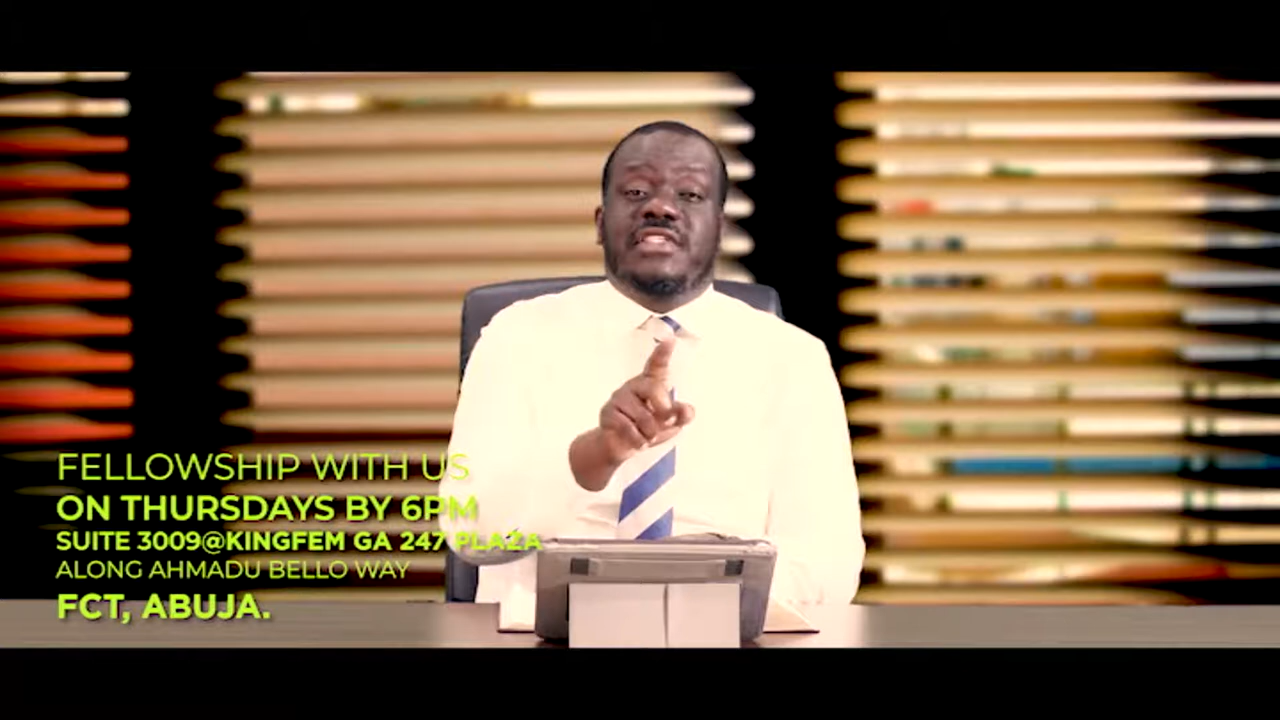 FELLOWSHIP WITH US
ON THURSDAYS BY 6PM
SUITE 3009@KINGFEM GA 247 PLAZA
ALONG AHMADU BELLO WAY
FCT, ABUJA.